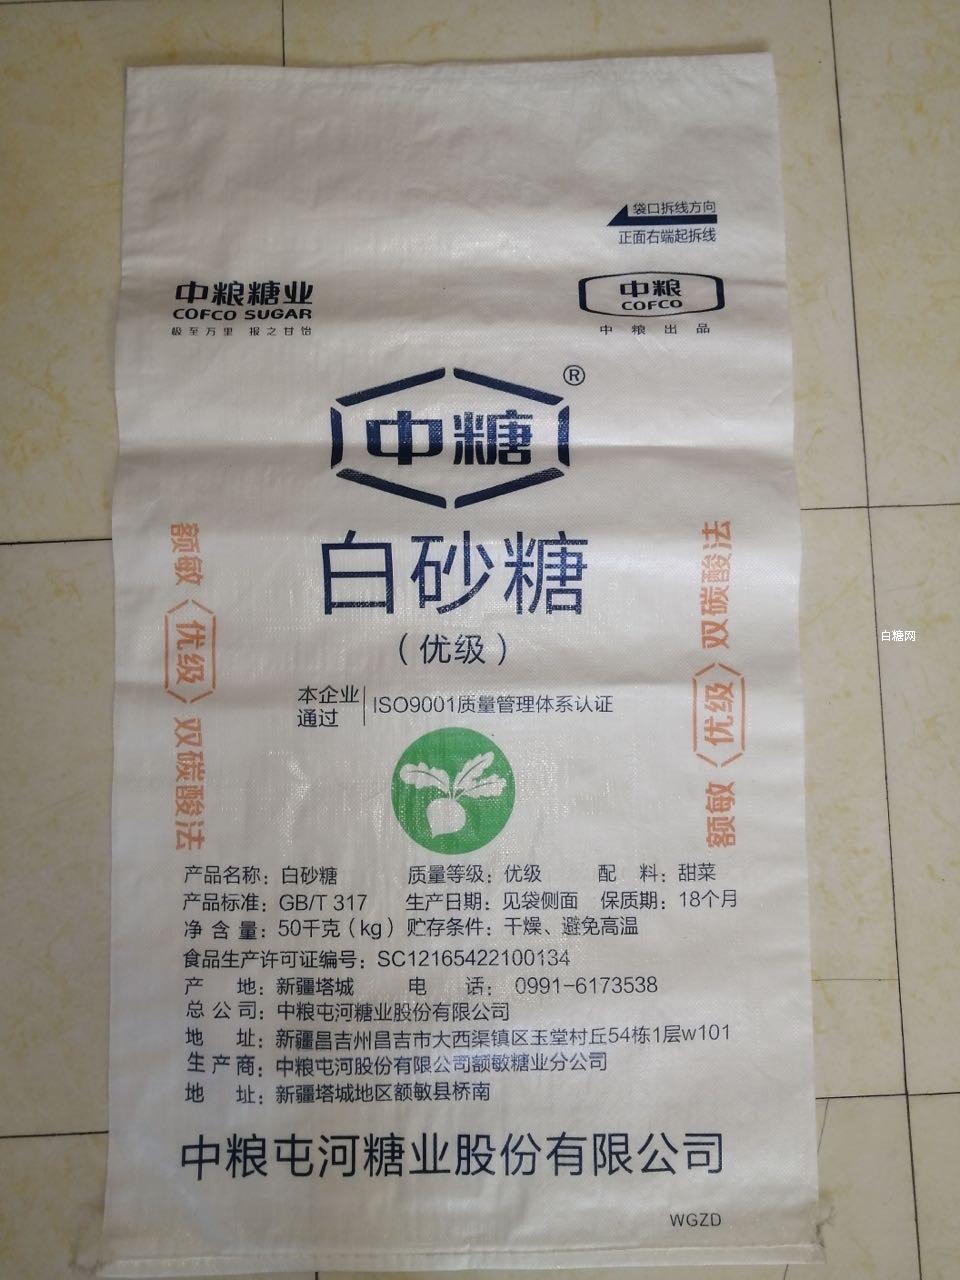 袋口拆线方向
正面右端起拆线
中粮糖业
COFCO SUGAR
极至万里 报之甘饴
中粮
COFCO
中粮出品
中糖®
白砂糖
（优级）
本企业通过 ISO9001质量管理体系认证
额敏〈优级〉双碳酸法
额敏〈优级〉双碳酸法
白糖网
产品名称：白砂糖 质量等级：优级 配 料：甜菜
产品标准：GB/T 317 生产日期：见袋侧面 保质期：18个月
净 含 量：50千克（kg）贮存条件：干燥、避免高温
食品生产许可证编号：SC12165422100134
产 地：新疆塔城 电 话：0991-6173538
总 公 司：中粮屯河糖业股份有限公司
地 址：新疆昌吉州昌吉市大西渠镇区玉堂村丘54栋1层w101
生 产 商：中粮屯河股份有限公司额敏糖业分公司
地 址：新疆塔城地区额敏县桥南
中粮屯河糖业股份有限公司
WGZD